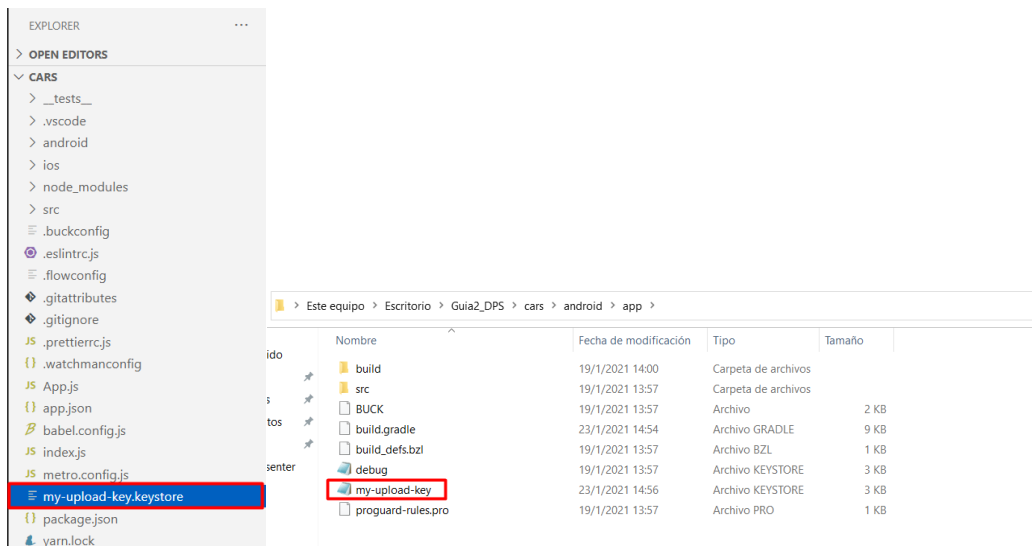 EXPLORER ...
OPEN EDITORS
CARS
__tests__
.vscode
android
ios
node_modules
src
.buckconfig
.eslintrc.js
.flowconfig
.gitattributes
.gitignore
JS .prettierrc.js
{} .watchmanconfig
JS App.js
{} app.json
babel.config.js
JS index.js
JS metro.config.js
my-upload-key.keystore
{} package.json
yarn.lock
Este equipo > Escritorio > Guia2_DPS > cars > android > app >
Nombre Fecha de modificación Tipo Tamaño
ido
build 19/1/2021 14:00 Carpeta de archivos
src 19/1/2021 13:57 Carpeta de archivos
s
BUCK 19/1/2021 13:57 Archivo 2 KB
tos
build.gradle 23/1/2021 14:54 Archivo GRADLE 9 KB
build_defs.bzl 19/1/2021 13:57 Archivo BZL 1 KB
senter
debug 19/1/2021 13:57 Archivo KEYSTORE 3 KB
my-upload-key 23/1/2021 14:56 Archivo KEYSTORE 3 KB
proguard-rules.pro 19/1/2021 13:57 Archivo PRO 1 KB